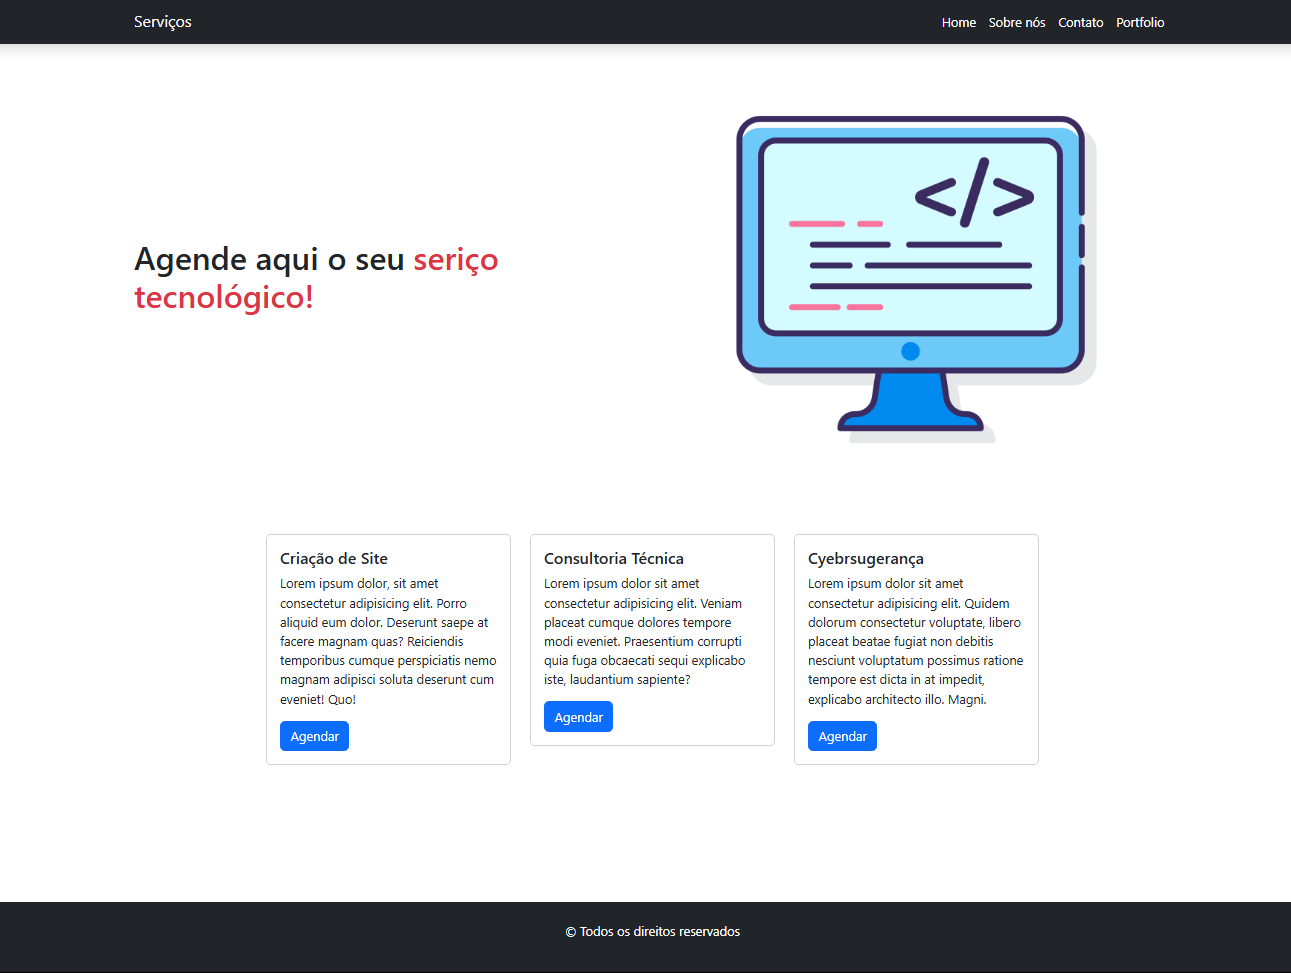 Serviços
Home Sobre nós Contato Portfolio
</>
Agende aqui o seu seriço
tecnológico!
Criação de Site
Lorem ipsum dolor, sit amet
consectetur adipisicing elit. Porro
aliquid eum dolor. Deserunt saepe at
facere magnam quas? Reiciendis
temporibus cumque perspiciatis nemo
magnam adipisci soluta deserunt cum
eveniet! Quo!
Agendar
Consultoria Técnica
Lorem ipsum dolor sit amet
consectetur adipisicing elit. Veniam
placeat cumque dolores tempore
modi eveniet. Praesentium corrupti
quia fuga obcaecati sequi explicabo
iste, laudantium sapiente?
Agendar
Cyebrsugerança
Lorem ipsum dolor sit amet
consectetur adipisicing elit. Quidem
dolorum consectetur voluptate, libero
placeat beatae fugiat non debitis
nesciunt voluptatum possimus ratione
tempore est dicta in at impedit,
explicabo architecto illo. Magni.
Agendar
© Todos os direitos reservados